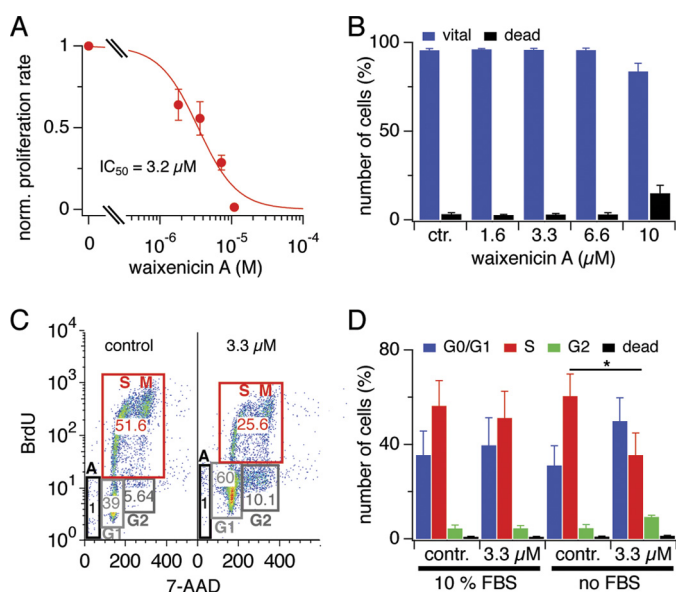 A
norm. proliferation rate
1
0.5
0
IC50 = 3.2 µM
0
10-6
10-5
10-4
waixenicin A (M)
B
vital
dead
number of cells (%)
100
50
0
ctr.
1.6
3.3
6.6
10
waixenicin A (µM)
C
control
3.3 µM
BrdU
104
103
102
101
100
S M
51.6
A
1
39
5.64
G1
G2
S M
25.6
A
1
60
10.1
G1
G2
0 200 400
0 200 400
7-AAD
D
G0/G1
S
G2
dead
*
number of cells (%)
80
40
0
contr.
3.3 µM
contr.
3.3 µM
10 % FBS
no FBS